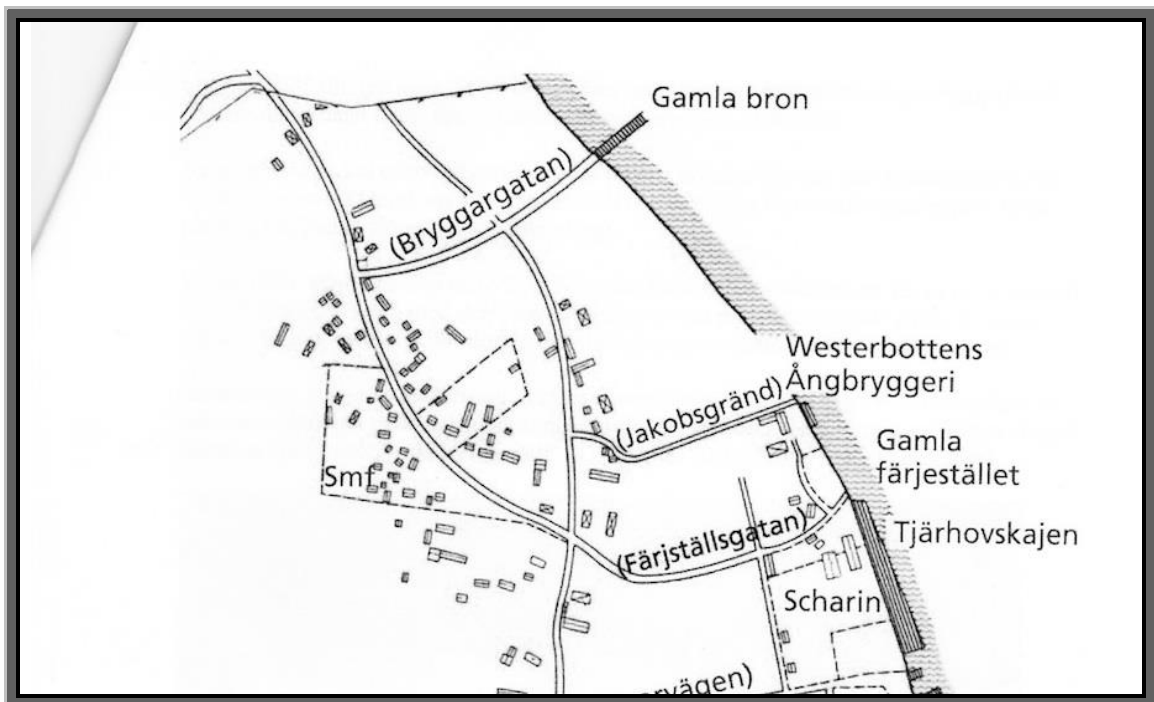 Gamla bron
(Bryggargatan)
Westerbottens
Ångbryggeri
(Jakobsgränd)
Gamla
färjestället
Smf
Tjärhovskajen
(Färjställsgatan)
Scharin